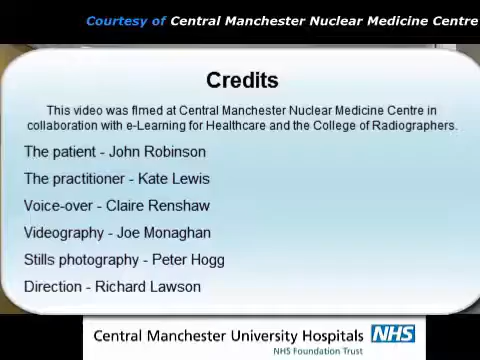 Courtesy of Central Manchester Nuclear Medicine Centre
Credits
This video was flmed at Central Manchester Nuclear Medicine Centre in
collaboration with e-Learning for Healthcare and the College of Radiographers.
The patient - John Robinson
The practitioner - Kate Lewis
Voice-over - Claire Renshaw
Videography - Joe Monaghan
Stills photography - Peter Hogg
Direction - Richard Lawson
Central Manchester University Hospitals NHS
NHS Foundation Trust